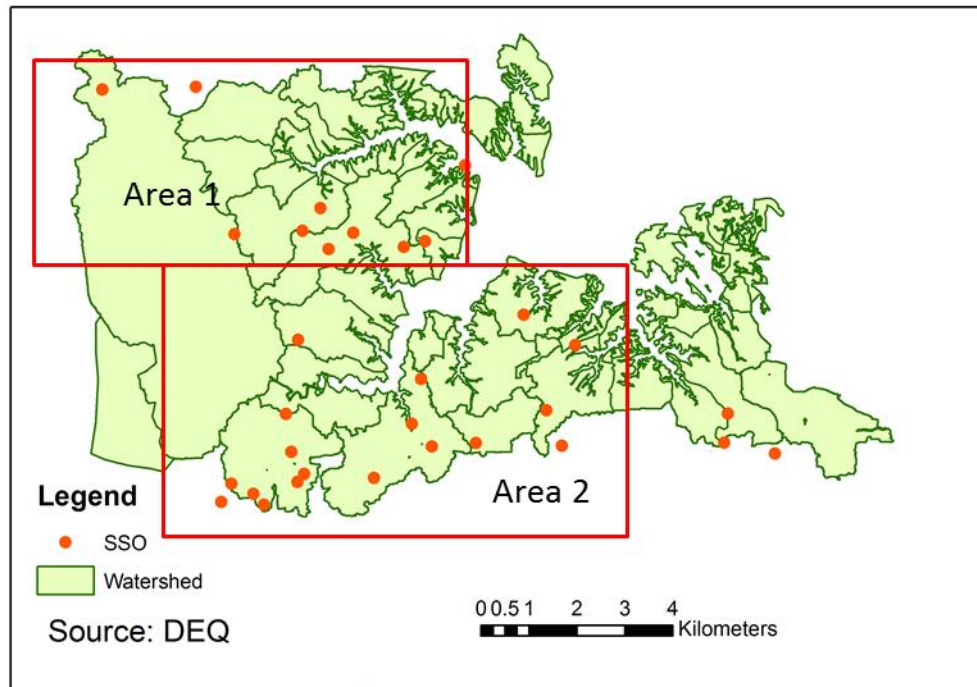 Area 1
Area 2
Legend
SSO
Watershed
Source: DEQ
0 0.5 1 2 3 4
Kilometers